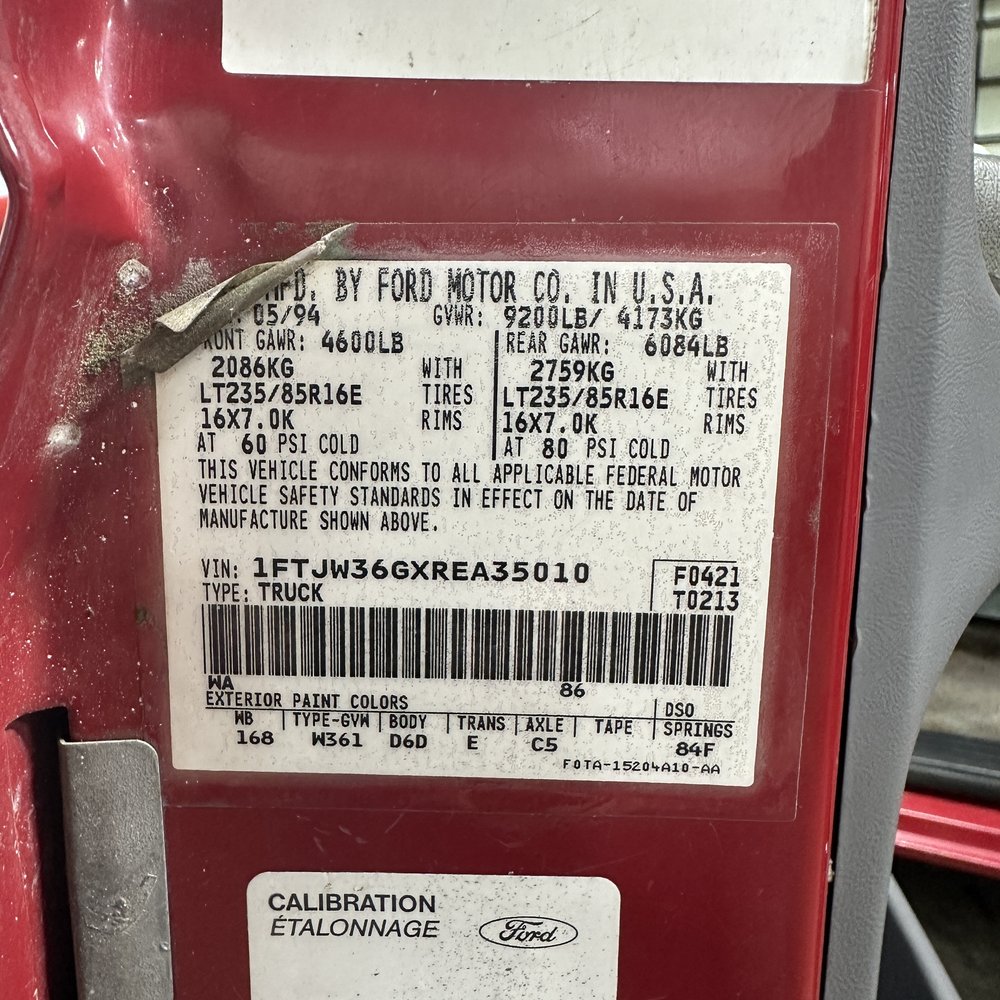 MFD. BY FORD MOTOR CO. IN U.S.A.
05/94 GVWR: 9200LB/ 4173KG
FRONT GAWR: 4600LB REAR GAWR: 6084LB
2086KG WITH 2759KG WITH
LT235/85R16E TIRES LT235/85R16E TIRES
16X7.0K RIMS 16X7.0K RIMS
AT 60 PSI COLD AT 80 PSI COLD
THIS VEHICLE CONFORMS TO ALL APPLICABLE FEDERAL MOTOR
VEHICLE SAFETY STANDARDS IN EFFECT ON THE DATE OF
MANUFACTURE SHOWN ABOVE.
VIN: 1FTJW36GXREA35010 F0421
TYPE: TRUCK T0213
WA 86
EXTERIOR PAINT COLORS DSO
WB TYPE-GVW BODY TRANS AXLE TAPE SPRINGS
168 W361 D6D E C5 84F
F0TA-15204A10-AA
CALIBRATION
ÉTALONNAGE
Ford